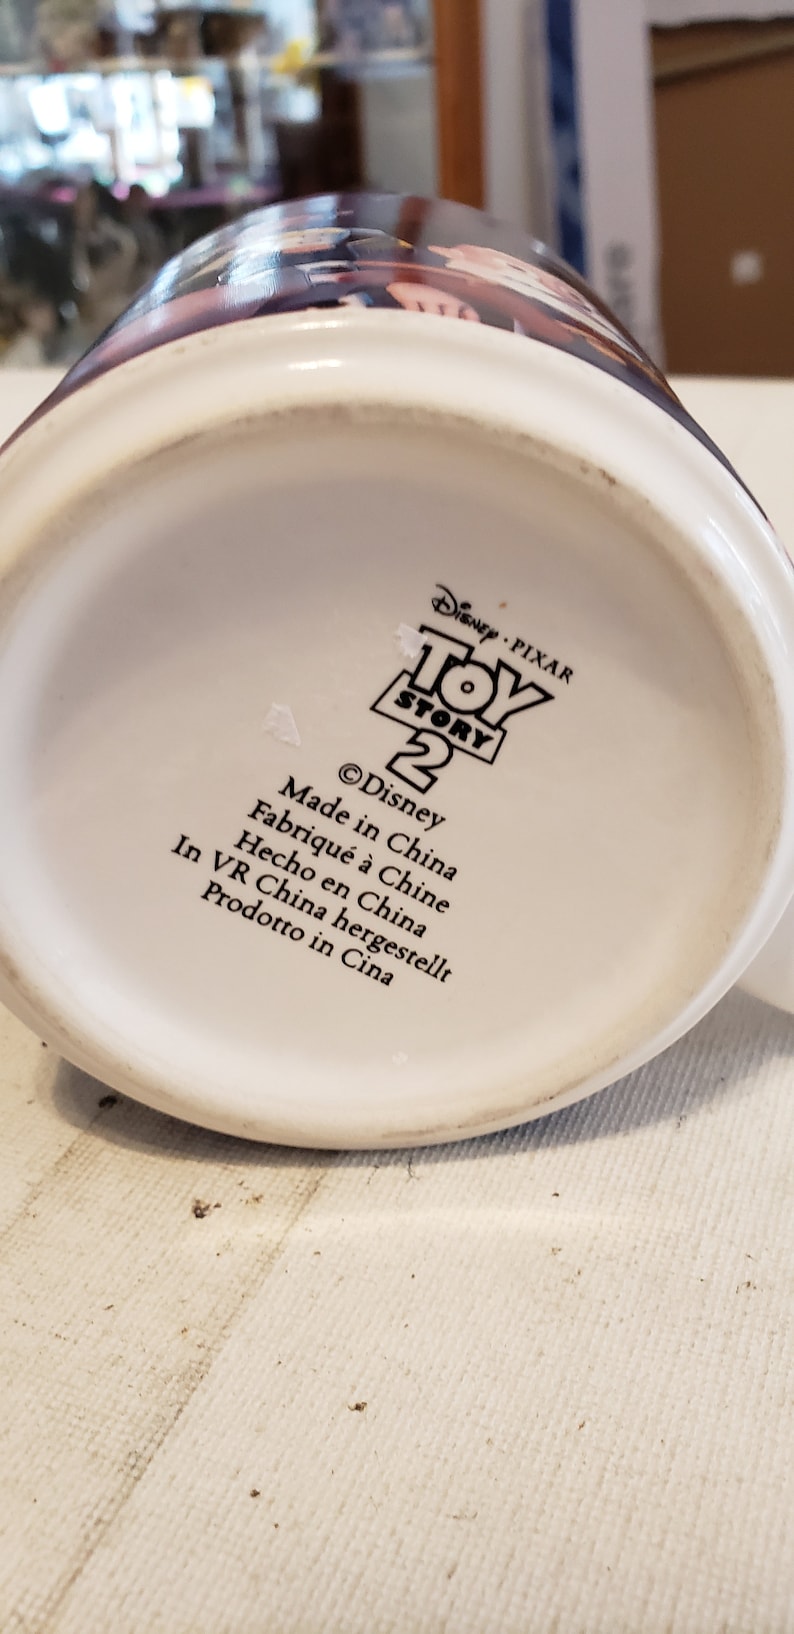 Disney · PIXAR
TOY
STORY
2
©Disney
Made in China
Fabriqué à Chine
Hecho en China
In VR China hergestellt
Prodotto in Cina